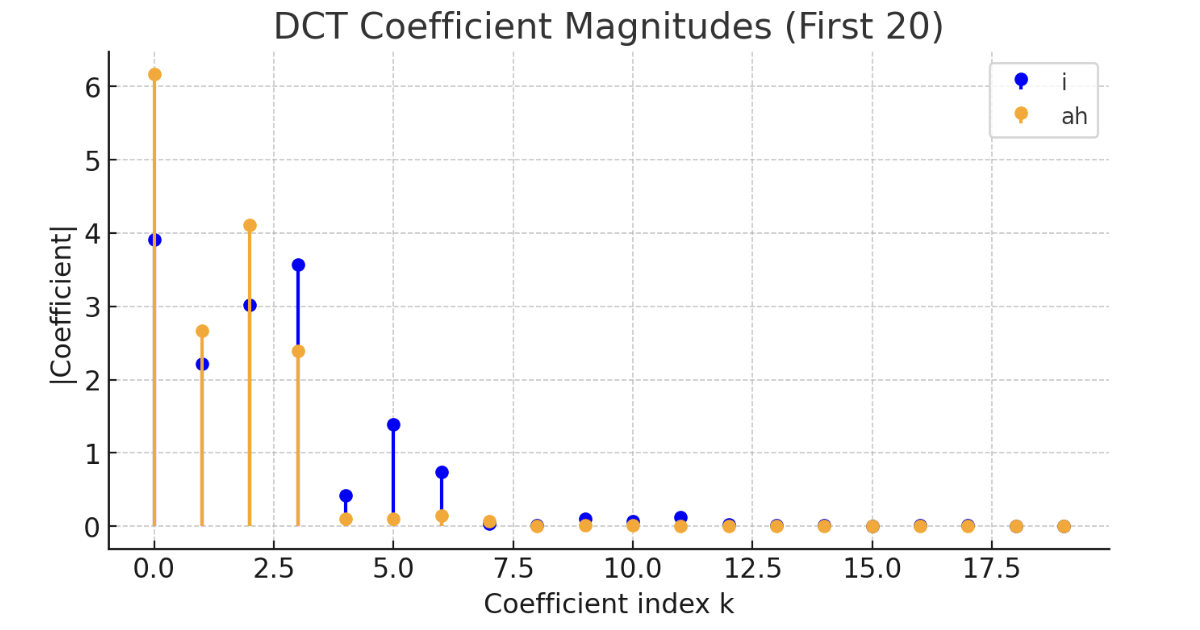 DCT Coefficient Magnitudes (First 20)
i
ah
|Coefficient|
6
5
4
3
2
1
0
0.0 2.5 5.0 7.5 10.0 12.5 15.0 17.5
Coefficient index k